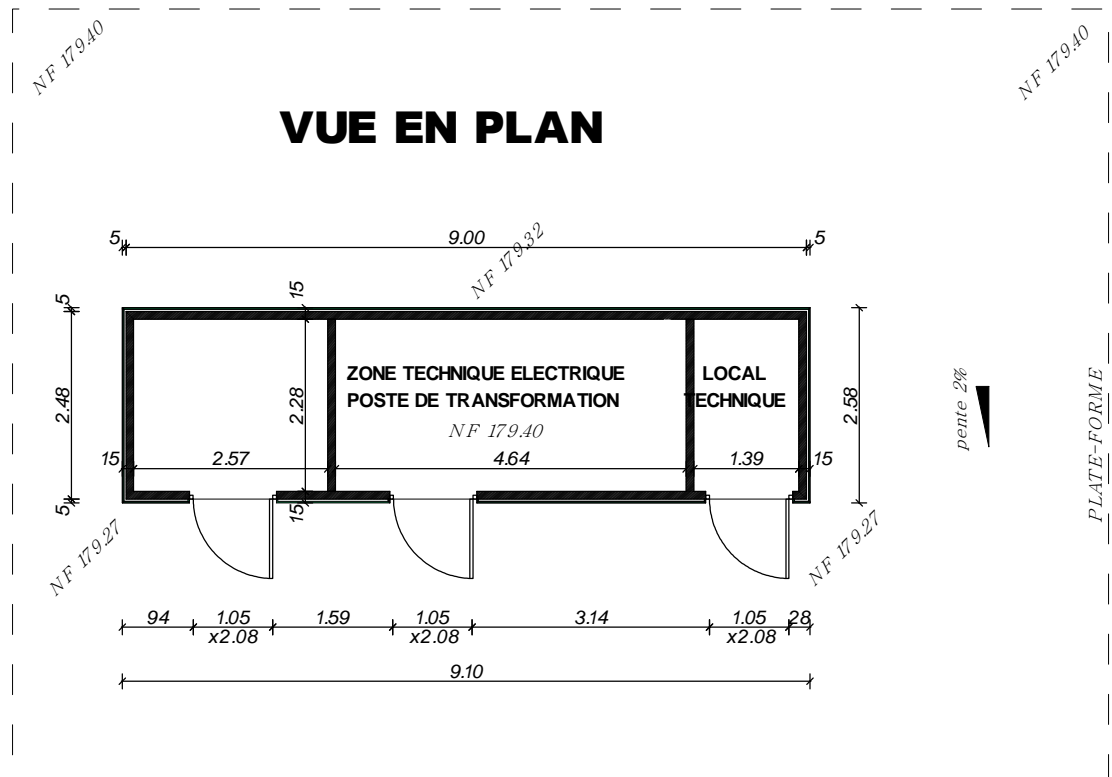 NF 179.40
NF 179.40
VUE EN PLAN
5
9.00
5
NF 179.32
5
15
2.48
2.28
2.58
ZONE TECHNIQUE ELECTRIQUE
POSTE DE TRANSFORMATION
NF 179.40
LOCAL
TECHNIQUE
pente 2%
PLATE-FORME
15
2.57
4.64
1.39
15
5
15
NF 179.27
NF 179.27
94
1.05
x2.08
1.59
1.05
x2.08
3.14
1.05
x2.08
28
9.10